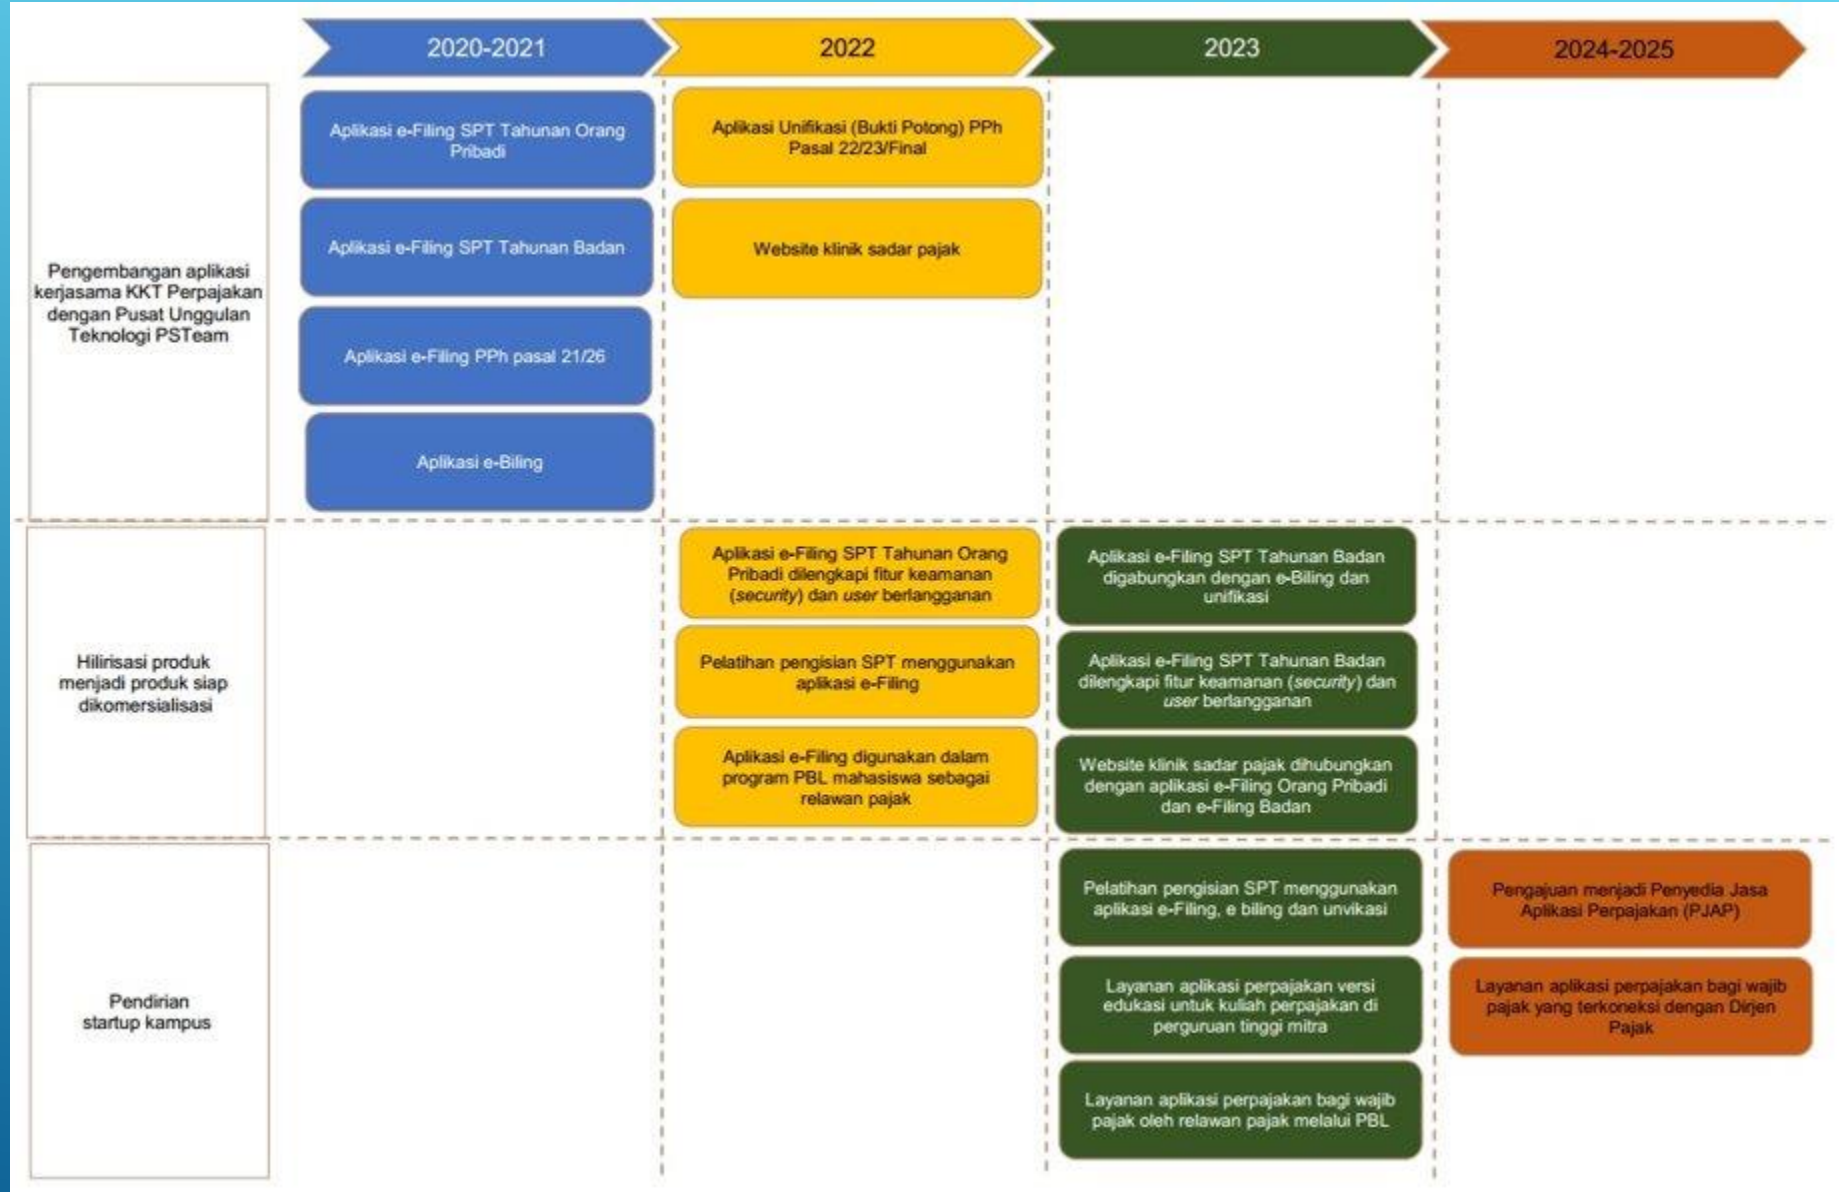 2020-2021
2022
2023
2024-2025
Pengembangan aplikasi
kerjasama KKT Perpajakan
dengan Pusat Unggulan
Teknologi PSTeam
Aplikasi e-Filing SPT Tahunan Orang
Pribadi
Aplikasi e-Filing SPT Tahunan Badan
Aplikasi e-Filing PPh pasal 21/26
Aplikasi e-Biling
Aplikasi Unifikasi (Bukti Potong) PPh
Pasal 22/23/Final
Website klinik sadar pajak
Hilirisasi produk
menjadi produk siap
dikomersialisasi
Aplikasi e-Filing SPT Tahunan Orang
Pribadi dilengkapi fitur keamanan
(security) dan user berlangganan
Pelatihan pengisian SPT menggunakan
aplikasi e-Filing
Aplikasi e-Filing digunakan dalam
program PBL mahasiswa sebagai
relawan pajak
Aplikasi e-Filing SPT Tahunan Badan
digabungkan dengan e-Biling dan
unifikasi
Aplikasi e-Filing SPT Tahunan Badan
dilengkapi fitur keamanan (security) dan
user berlangganan
Website klinik sadar pajak dihubungkan
dengan aplikasi e-Filing Orang Pribadi
dan e-Filing Badan
Pendirian
startup kampus
Pelatihan pengisian SPT menggunakan
aplikasi e-Filing, e biling dan unvikasi
Layanan aplikasi perpajakan versi
edukasi untuk kuliah perpajakan di
perguruan tinggi mitra
Layanan aplikasi perpajakan bagi wajib
pajak oleh relawan pajak melalui PBL
Pengajuan menjadi Penyedia Jasa
Aplikasi Perpajakan (PJAP)
Layanan aplikasi perpajakan bagi wajib
pajak yang terkoneksi dengan Dirjen
Pajak